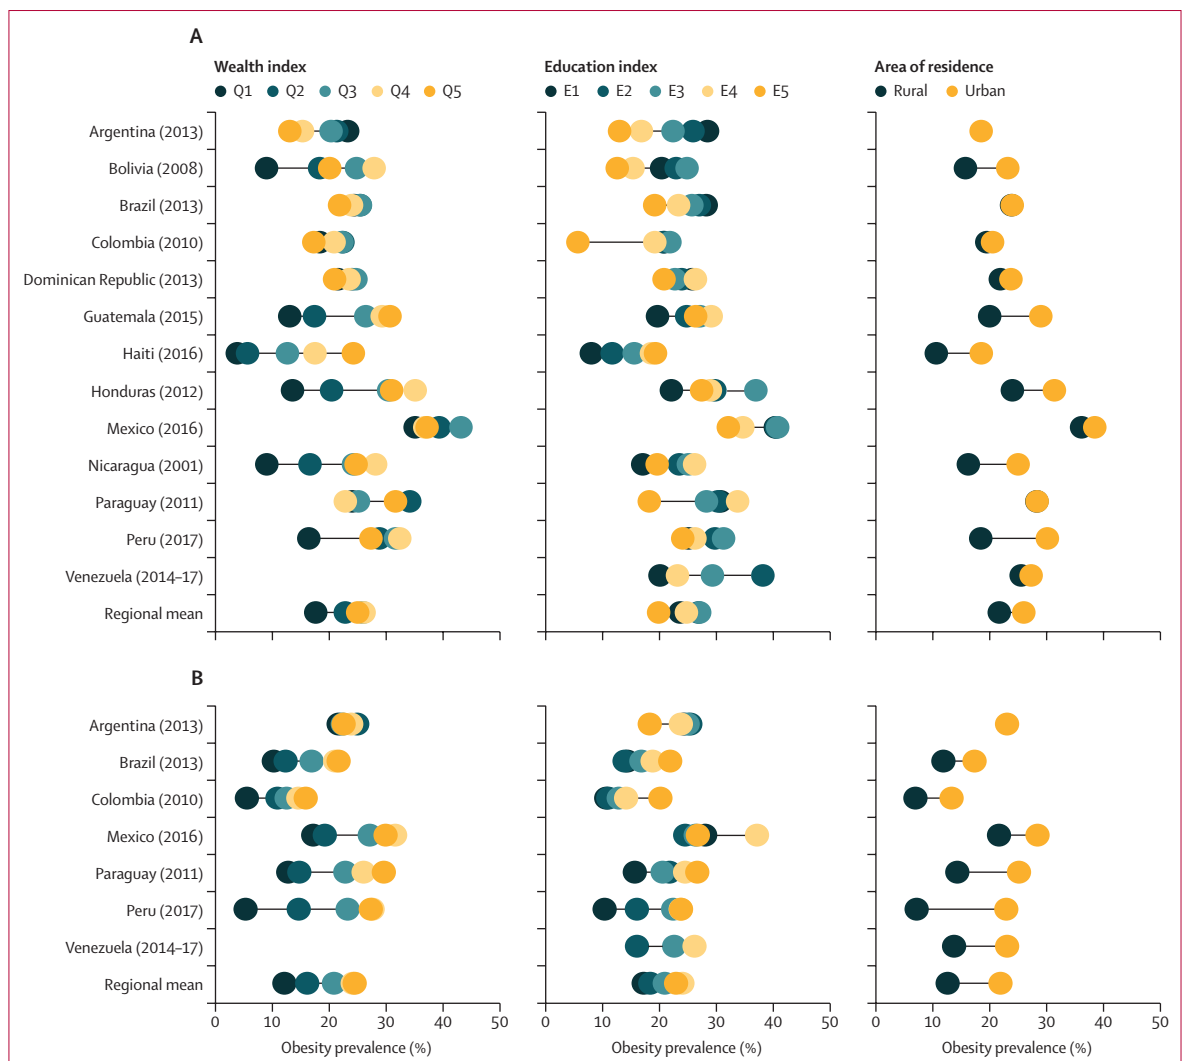 A
Wealth index
Q1 Q2 Q3 Q4 Q5
Education index
E1 E2 E3 E4 E5
Area of residence
Rural Urban
Argentina (2013)
Bolivia (2008)
Brazil (2013)
Colombia (2010)
Dominican Republic (2013)
Guatemala (2015)
Haiti (2016)
Honduras (2012)
Mexico (2016)
Nicaragua (2001)
Paraguay (2011)
Peru (2017)
Venezuela (2014–17)
Regional mean
B
Argentina (2013)
Brazil (2013)
Colombia (2010)
Mexico (2016)
Paraguay (2011)
Peru (2017)
Venezuela (2014–17)
Regional mean
0 10 20 30 40 50
Obesity prevalence (%)
0 10 20 30 40 50
Obesity prevalence (%)
0 10 20 30 40 50
Obesity prevalence (%)